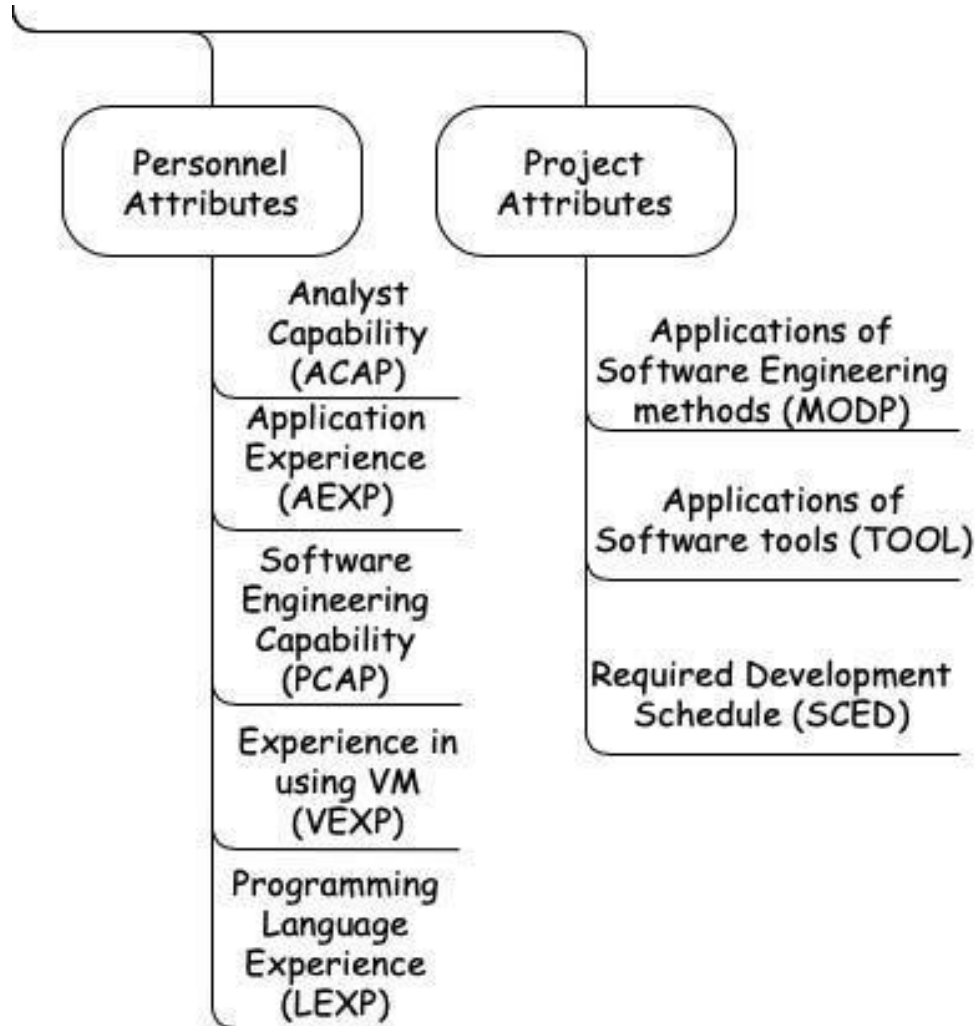 Personnel
Attributes
Analyst
Capability
(ACAP)
Application
Experience
(AEXP)
Software
Engineering
Capability
(PCAP)
Experience in
using VM
(VEXP)
Programming
Language
Experience
(LEXP)
Project
Attributes
Applications of
Software Engineering
methods (MODP)
Applications of
Software tools (TOOL)
Required Development
Schedule (SCED)